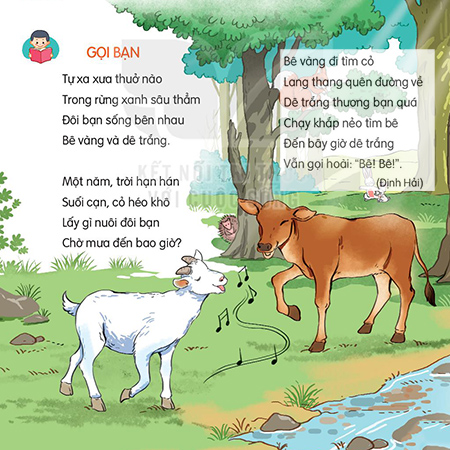 GỌI BẠN
Tự xa xưa thuở nào
Trong rừng xanh sâu thẳm
Đôi bạn sống bên nhau
Bê vàng và dê trắng.
Một năm, trời hạn hán
Suối cạn, cỏ héo khô
Lấy gì nuôi đôi bạn
Chờ mưa đến bao giờ?
Bê vàng đi tìm cỏ
Lang thang quên đường về
Dê trắng thương bạn quá
Chạy khắp nẻo tìm bê
Đến bây giờ dê trắng
Vẫn gọi hoài: “Bê! Bê!”.
(Định Hải)